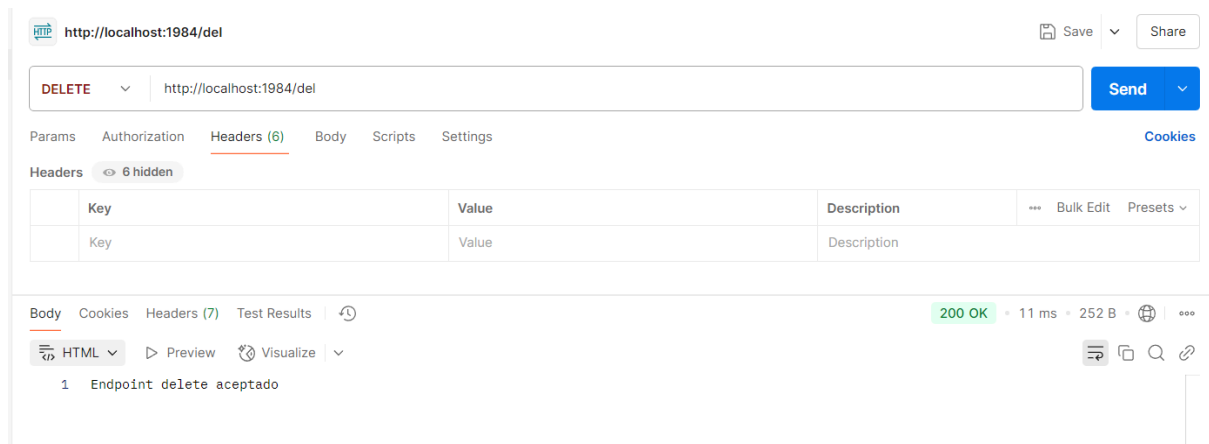 HTTP http://localhost:1984/del Save Share
DELETE http://localhost:1984/del Send
Params Authorization Headers (6) Body Scripts Settings Cookies
Headers 6 hidden
Key Value Description Bulk Edit Presets
Key Value Description
Body Cookies Headers (7) Test Results 200 OK • 11 ms • 252 B
HTML Preview Visualize
1 Endpoint delete aceptado